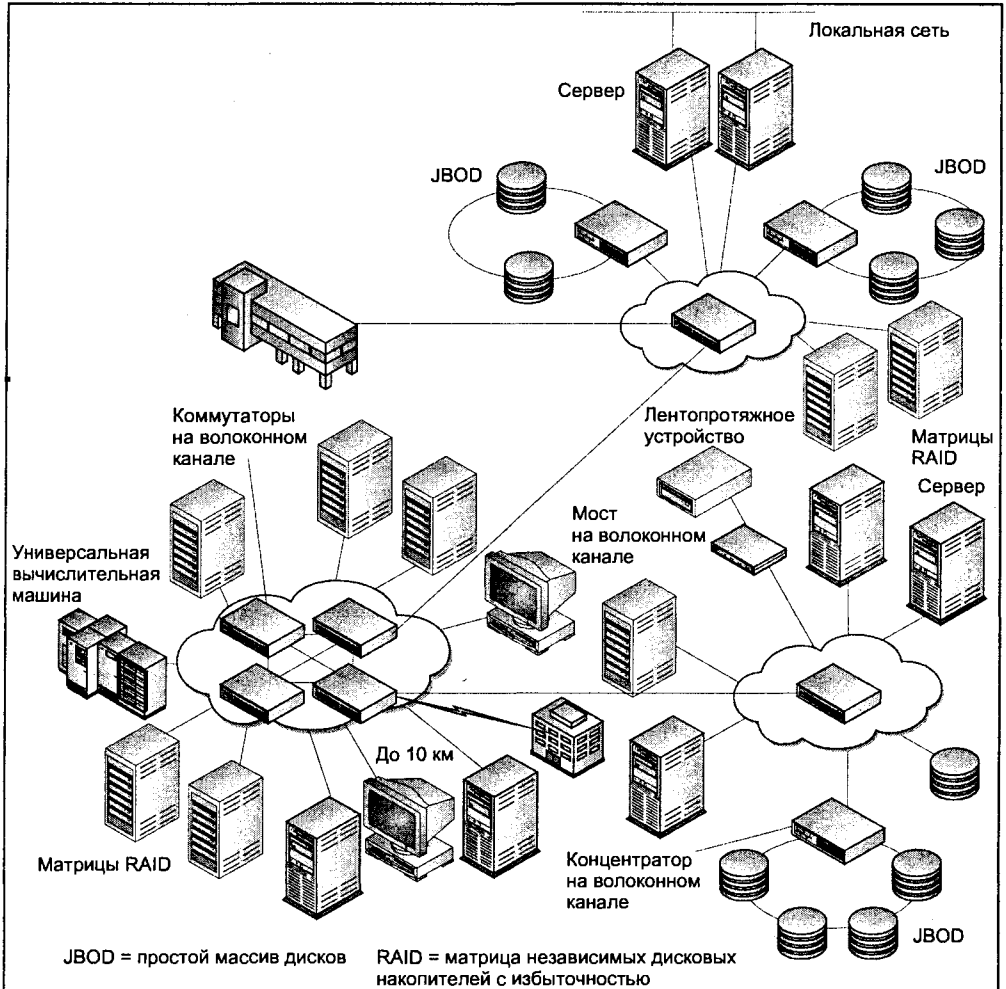 Локальная сеть
Сервер
JBOD
JBOD
Коммутаторы
на волоконном
канале
Лентопротяжное
устройство
Матрицы
RAID
Сервер
Мост
на волоконном
канале
Универсальная
вычислительная
машина
До 10 км
Матрицы RAID
Концентратор
на волоконном
канале
JBOD
JBOD = простой массив дисков
RAID = матрица независимых дисковых
накопителей с избыточностью